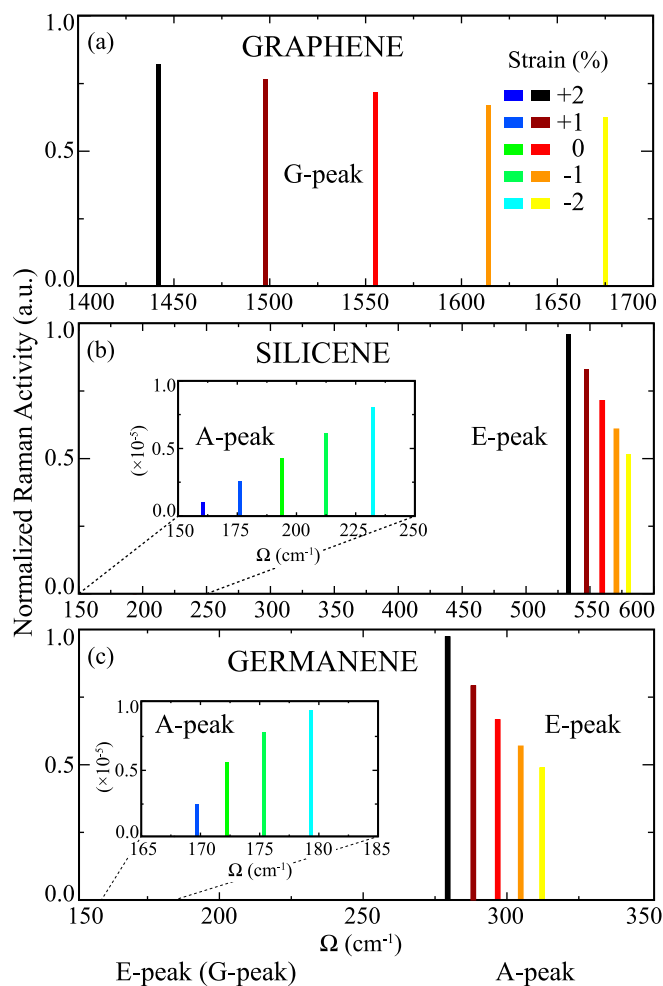 1.0
(a)
GRAPHENE
Strain (%)
+2
+1
0
-1
-2
0.5
G-peak
0.0
1400 1450 1500 1550 1600 1650 1700
Normalized Raman Activity (a.u.)
1.0
(b)
SILICENE
1.0
A-peak
E-peak
(×10⁻⁵)
0.5
0.5
0.0
150 175 200 225 250
Ω (cm⁻¹)
0.0
150 200 250 300 350 400 450 500 550 600
1.0
(c)
GERMANENE
1.0
A-peak
E-peak
(×10⁻⁵)
0.5
0.5
0.0
165 170 175 180 185
Ω (cm⁻¹)
0.0
150 200 250 300 350
Ω (cm⁻¹)
E-peak (G-peak) A-peak